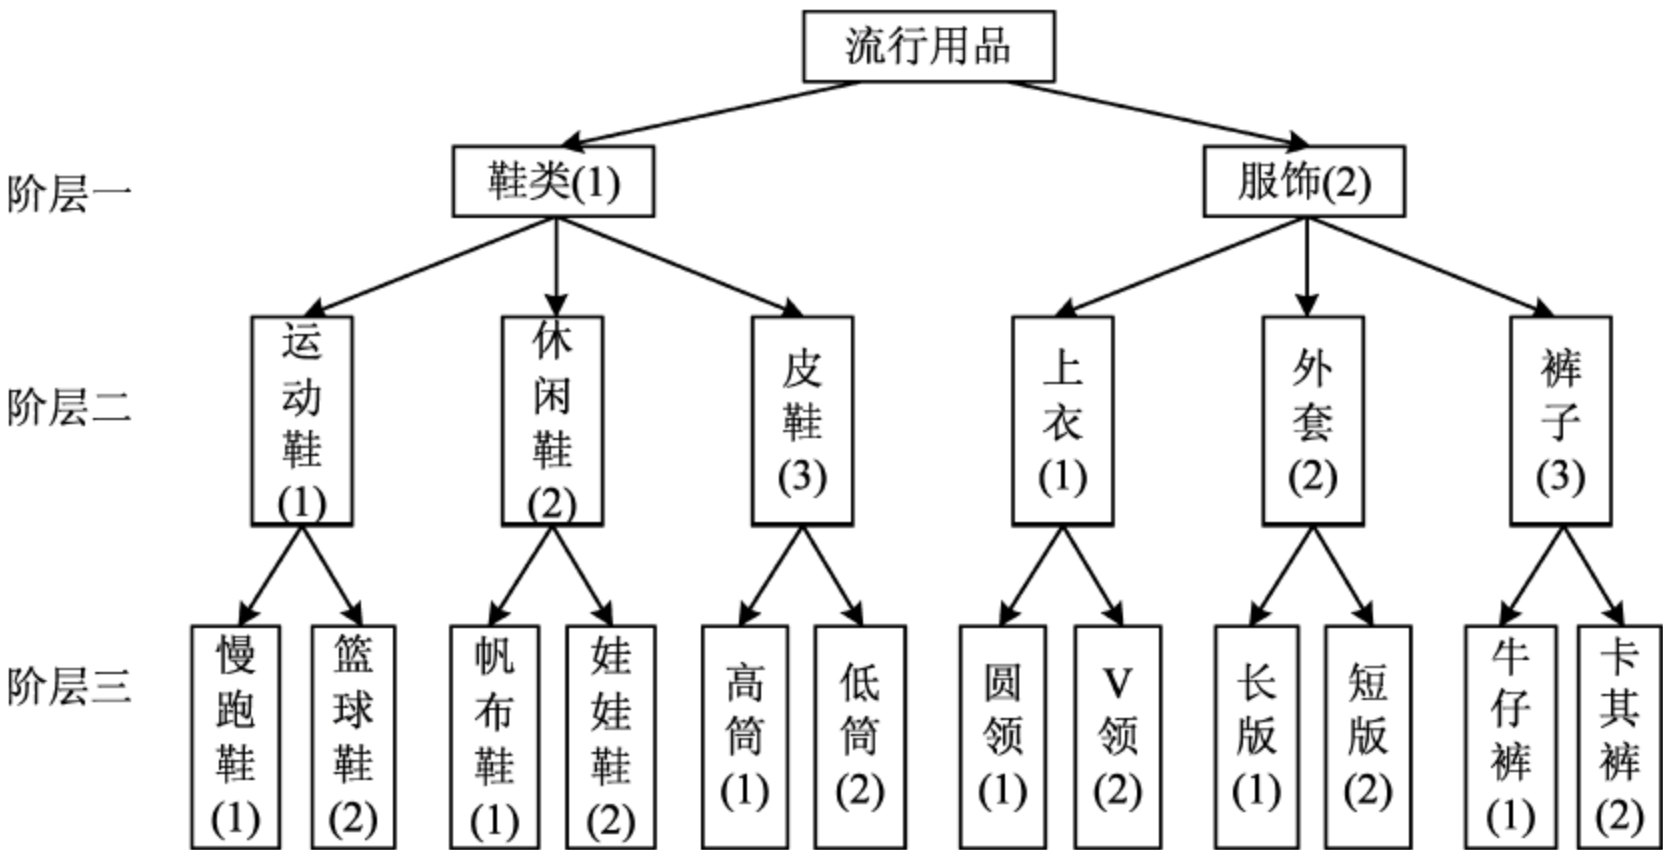 流行用品
阶层一
鞋类(1)
服饰(2)
阶层二
运动鞋(1)
休闲鞋(2)
皮鞋(3)
上衣(1)
外套(2)
裤子(3)
阶层三
慢跑鞋(1)
篮球鞋(2)
帆布鞋(1)
娃娃鞋(2)
高筒(1)
低筒(2)
圆领(1)
V领(2)
长版(1)
短版(2)
牛仔裤(1)
卡其裤(2)